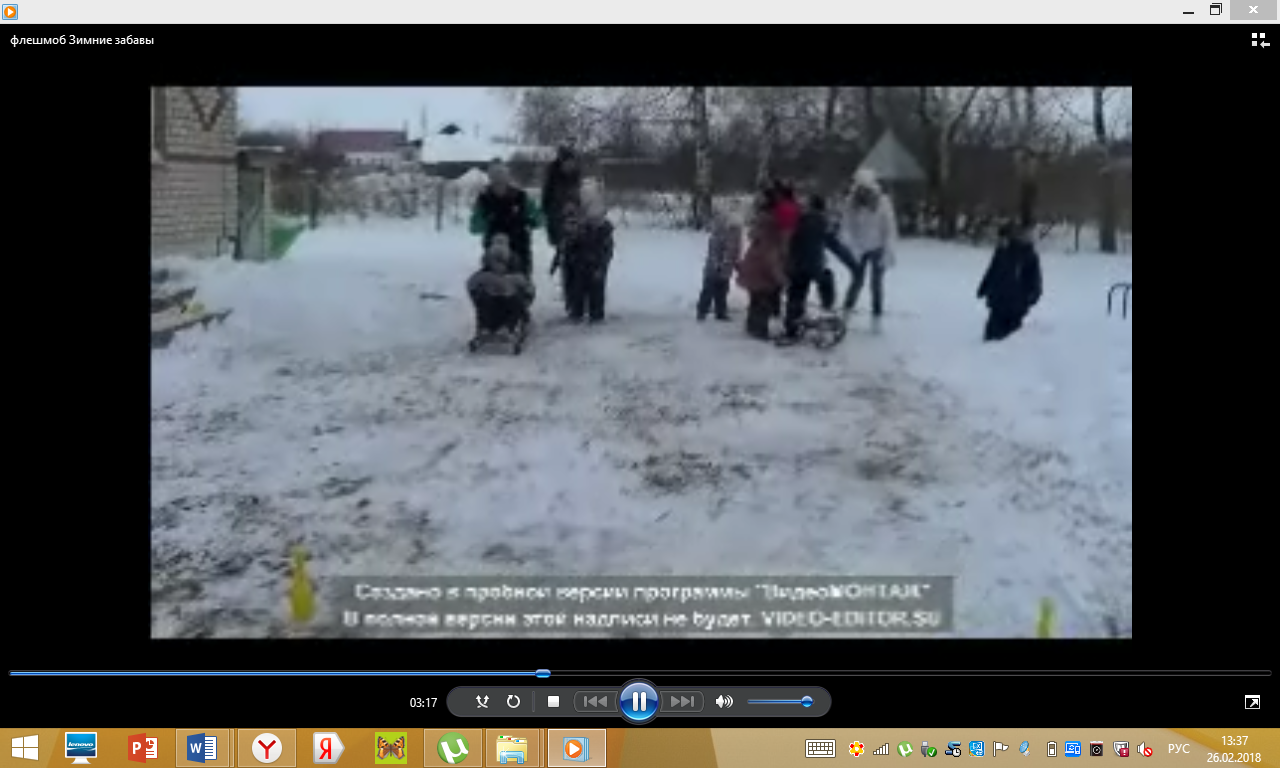 флешмоб Зимние забавы
Создано в пробной версии программы "ВидеоМОНТАЖ"
В полной версии этой надписи не будет. VIDEO-EDITOR.SU
03:17
lenovo
РУС
13:37
26.02.2018